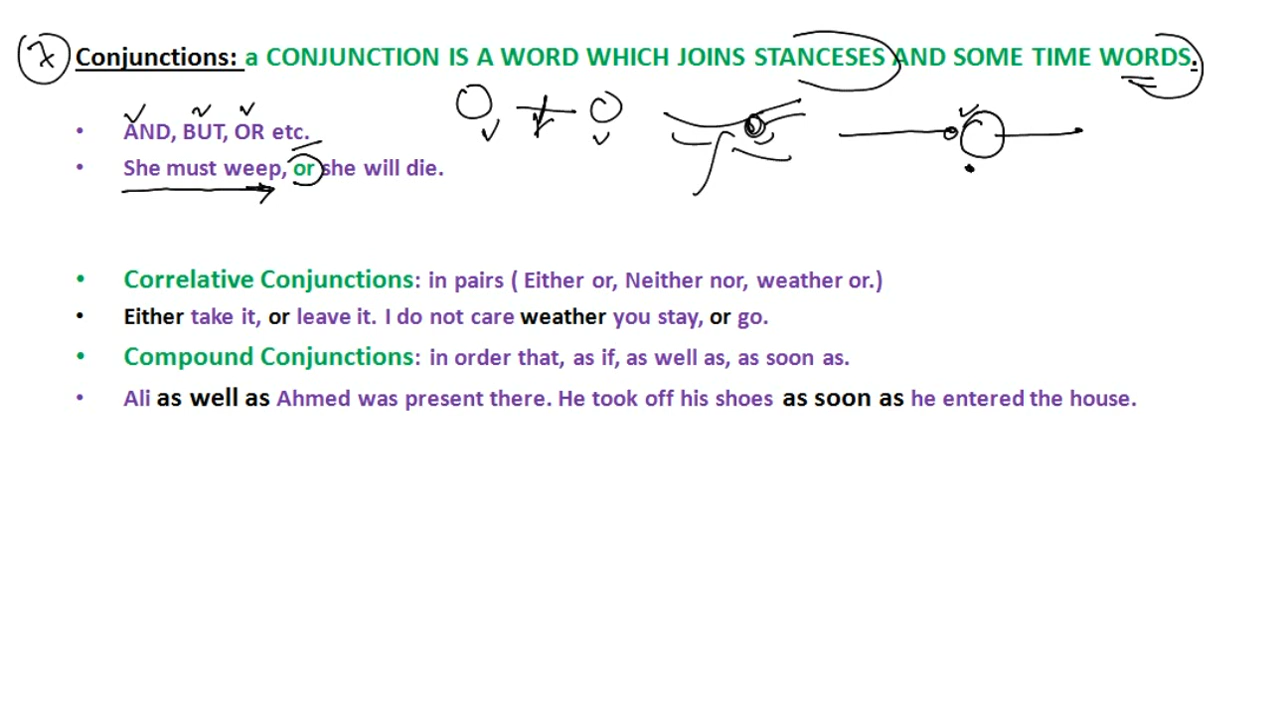 7 Conjunctions: a CONJUNCTION IS A WORD WHICH JOINS STANCESES AND SOME TIME WORDS.
• AND, BUT, OR etc.
• She must weep, or she will die.
• Correlative Conjunctions: in pairs ( Either or, Neither nor, weather or.)
• Either take it, or leave it. I do not care weather you stay, or go.
• Compound Conjunctions: in order that, as if, as well as, as soon as.
• Ali as well as Ahmed was present there. He took off his shoes as soon as he entered the house.